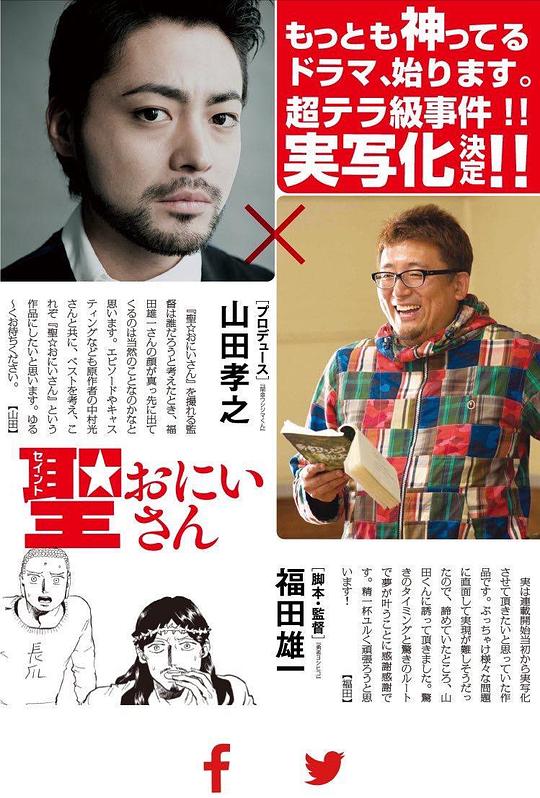 もっとも神ってる
ドラマ、始ります。
超テラ級事件!!
実写化決定!!
[プロデュース]
山田孝之
『聖☆おにいさん』を撮れる監
督は誰だろうと考えたとき、福
田雄一さんの顔が真っ先に出て
くるのは当然のことなのかなと
思います。エピソードやキャス
ティングなども原作者の中村光
さんと共に、ベストを考え、こ
れぞ『聖☆おにいさん』という
作品にしたいと思います。ゆる
〜くお待ちください。【山田】
セイント
聖☆おにいさん
[脚本・監督]
福田雄一
実は連載開始当初から実写化
させて頂きたいと思っていた作
品です。ぶっちゃけ様々な問題
に直面して実現が難しそうだっ
たので、諦めていたところ、山
田くんに誘って頂きました。驚
きのタイミングと驚きのルート
で夢が叶うことに感謝感謝で
す。精一杯ユルく頑張ろうと思
います!
【福田】